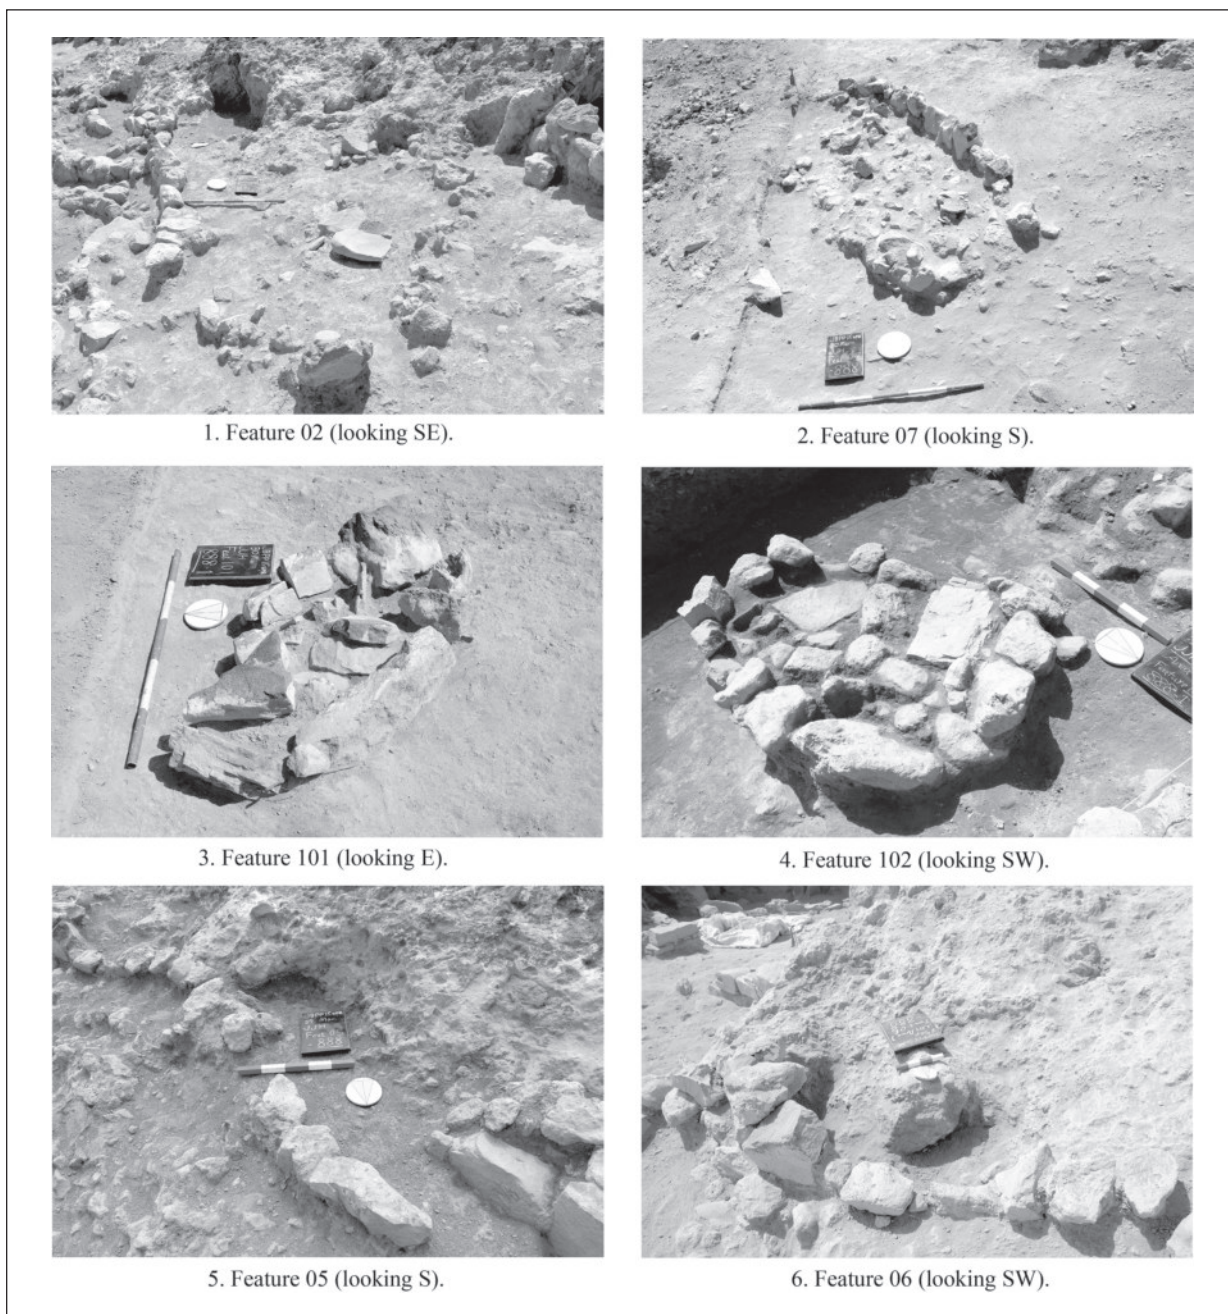 1. Feature 02 (looking SE).
2. Feature 07 (looking S).
3. Feature 101 (looking E).
4. Feature 102 (looking SW).
5. Feature 05 (looking S).
6. Feature 06 (looking SW).